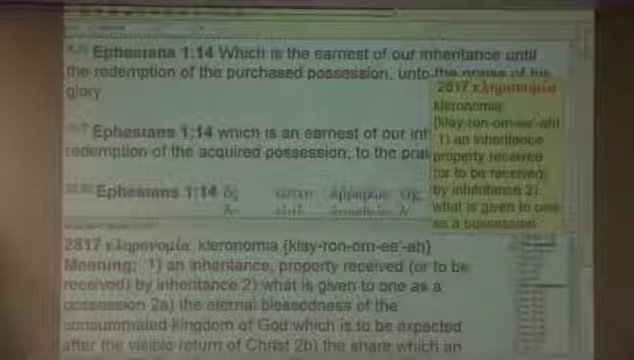 Ephesians 1:14 Which is the earnest of our inheritance until
the redemption of the purchased possession, unto the praise of his
glory
Ephesians 1:14 which is an earnest of our
redemption of the acquired possession, to the
Ephesians 1:14 ὅς
2817 κληρονομία
kleronomia
{klay-ron-om-ee'-ah}
1) an inheritance
property received
(or to be received)
by inheritance 2)
what is given to one
as a possession
2817 κληρονομία kleronomia {klay-ron-om-ee'-ah}
Meaning: 1) an inheritance, property received (or to be
received) by inheritance 2) what is given to one as a
possession 2a) the eternal blessedness of the
consummated kingdom of God which is to be expected
after the visible return of Christ 2b) the share which an